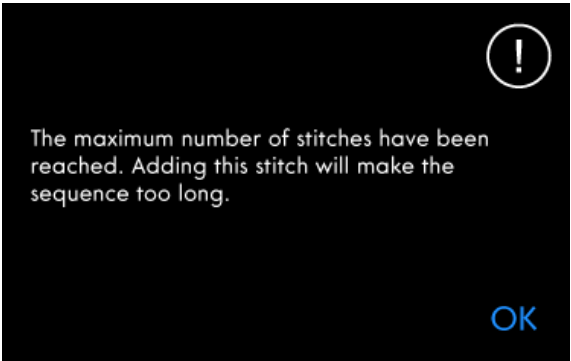 !
The maximum number of stitches have been
reached. Adding this stitch will make the
sequence too long.
OK